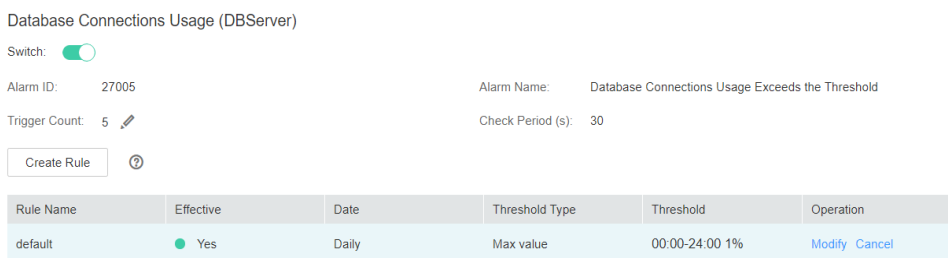 Database Connections Usage (DBServer)
Switch:
Alarm ID: 27005 Alarm Name: Database Connections Usage Exceeds the Threshold
Trigger Count: 5 Check Period (s): 30
Create Rule ?
Rule Name Effective Date Threshold Type Threshold Operation
default Yes Daily Max value 00:00-24:00 1% Modify Cancel